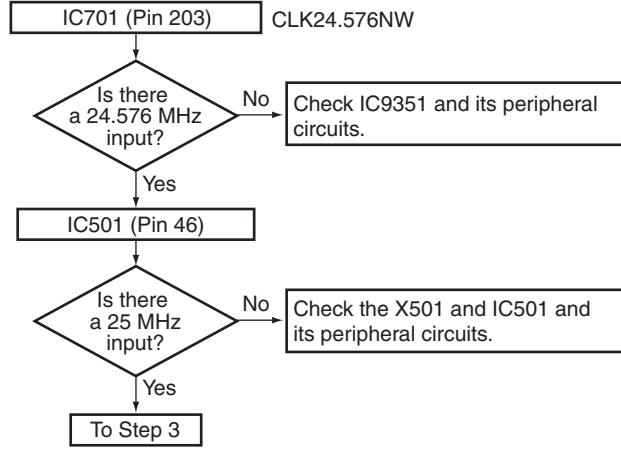 IC701 (Pin 203) CLK24.576NW
Is there
a 24.576 MHz
input?
No
Check IC9351 and its peripheral
circuits.
Yes
IC501 (Pin 46)
Is there
a 25 MHz
input?
No
Check the X501 and IC501 and
its peripheral circuits.
Yes
To Step 3